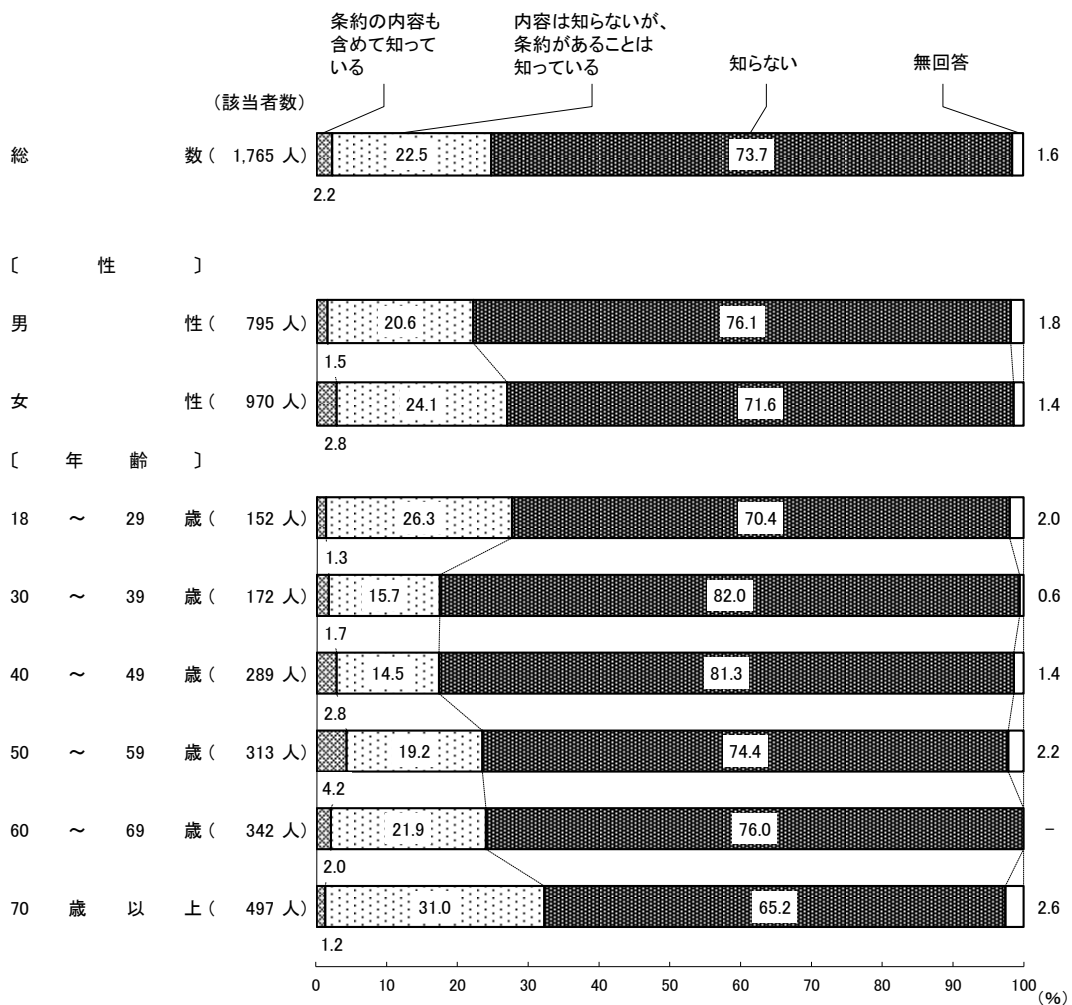 条約の内容も
含めて知って
いる
内容は知らないが、
条約があることは
知っている
知らない
無回答
(該当者数)
総 数 ( 1,765 人) 22.5 73.7 1.6
2.2
〔 性 〕
男 性 ( 795 人) 20.6 76.1 1.8
1.5
女 性 ( 970 人) 24.1 71.6 1.4
2.8
〔 年 齢 〕
18 ~ 29 歳 ( 152 人) 26.3 70.4 2.0
1.3
30 ~ 39 歳 ( 172 人) 15.7 82.0 0.6
1.7
40 ~ 49 歳 ( 289 人) 14.5 81.3 1.4
2.8
50 ~ 59 歳 ( 313 人) 19.2 74.4 2.2
4.2
60 ~ 69 歳 ( 342 人) 21.9 76.0 -
2.0
70 歳 以 上 ( 497 人) 31.0 65.2 2.6
1.2
0 10 20 30 40 50 60 70 80 90 100
(%)